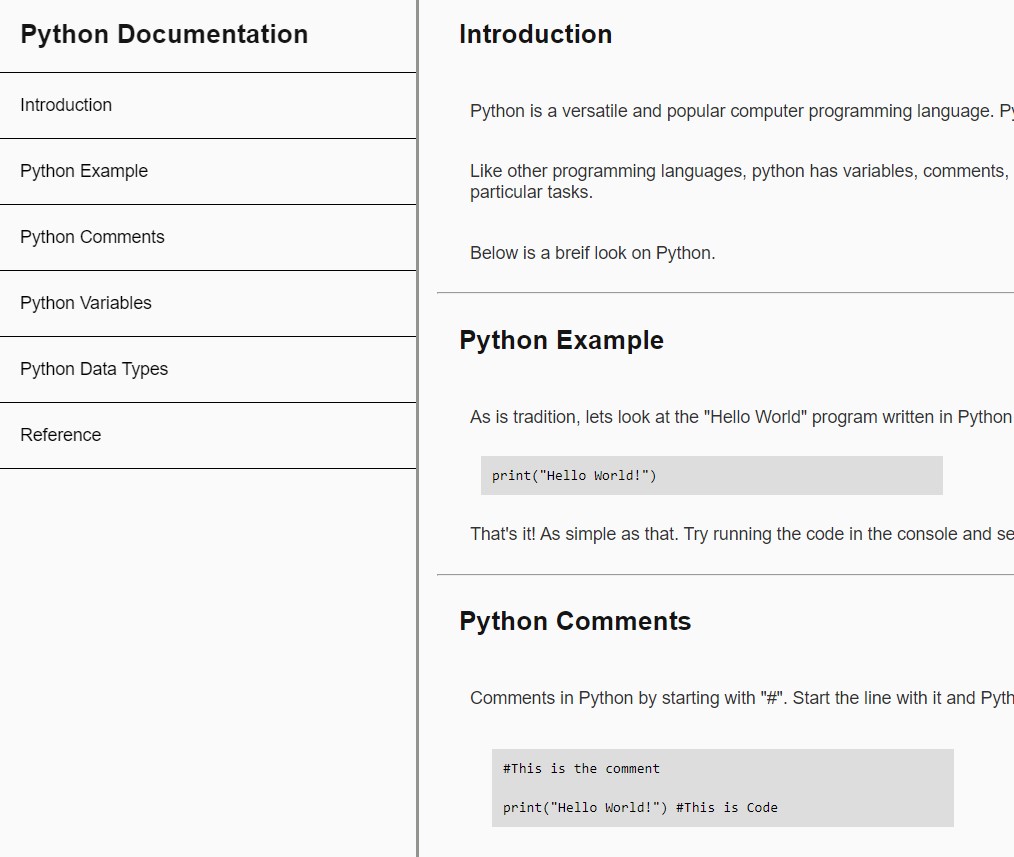 Python Documentation
Introduction
Python Example
Python Comments
Python Variables
Python Data Types
Reference
Introduction
Python is a versatile and popular computer programming language. Py
Like other programming languages, python has variables, comments,
particular tasks.
Below is a breif look on Python.
Python Example
As is tradition, lets look at the "Hello World" program written in Python
print("Hello World!")
That's it! As simple as that. Try running the code in the console and se
Python Comments
Comments in Python by starting with "#". Start the line with it and Pyth
#This is the comment
print("Hello World!") #This is Code